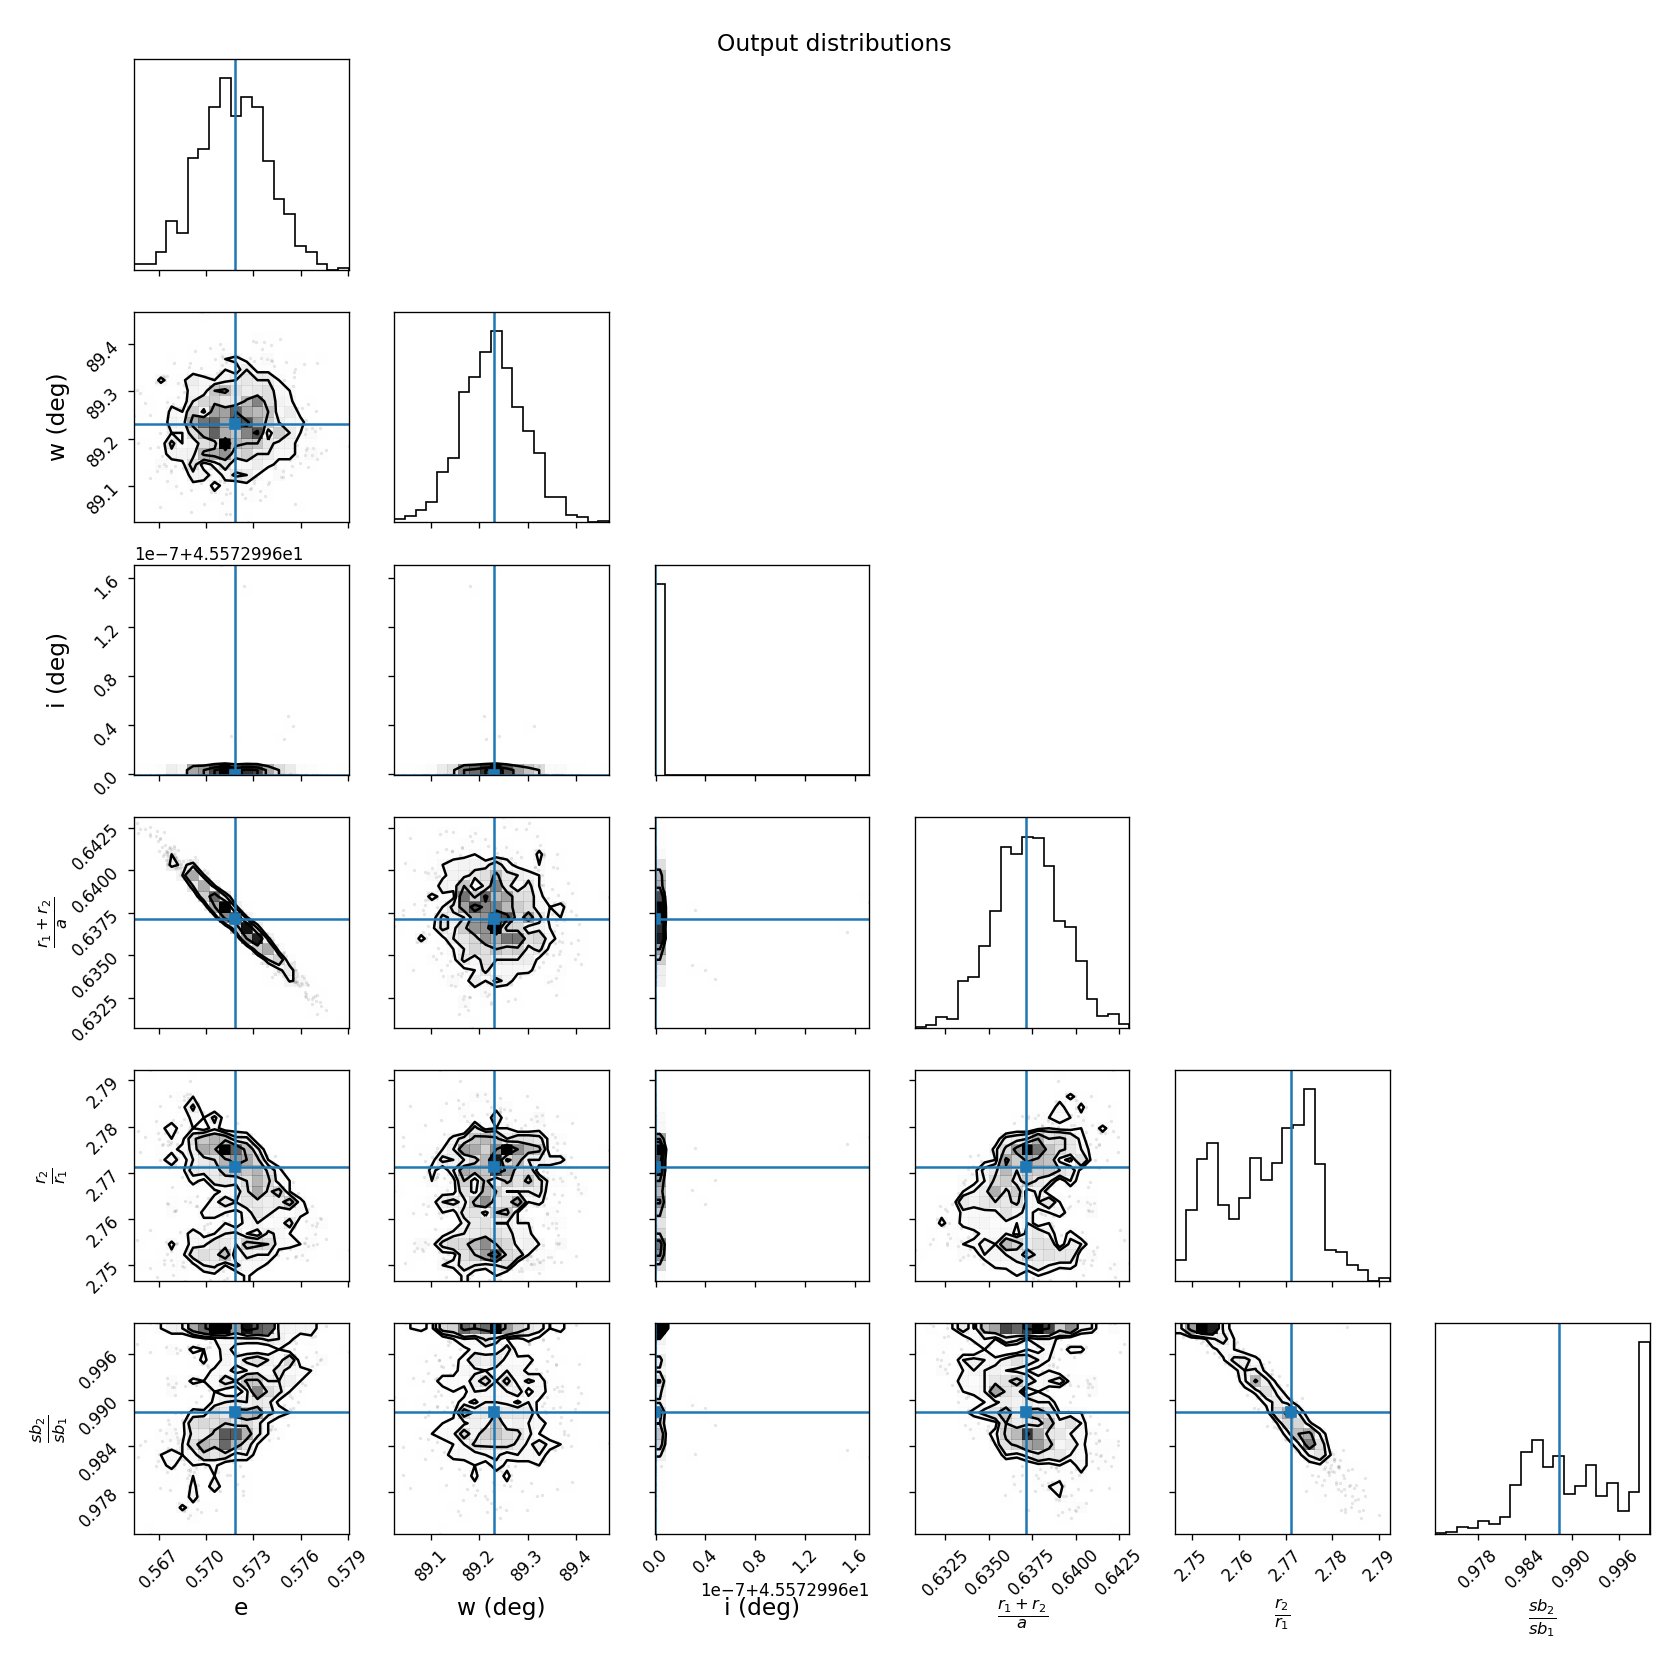 Output distributions
w (deg)
89.4
89.3
89.2
89.1
1e−7+4.5572996e1
i (deg)
1.6
1.2
0.8
0.4
0.0
r₁ + r₂
a
0.6425
0.6400
0.6375
0.6350
0.6325
r₂
r₁
2.79
2.78
2.77
2.76
2.75
sb₂
sb₁
0.996
0.990
0.984
0.978
0.567 0.570 0.573 0.576 0.579
e
89.1 89.2 89.3 89.4
w (deg)
0.0 0.4 0.8 1.2 1.6
1e−7+4.5572996e1
i (deg)
0.6325 0.6350 0.6375 0.6400 0.6425
r₁ + r₂
a
2.75 2.76 2.77 2.78 2.79
r₂
r₁
0.978 0.984 0.990 0.996
sb₂
sb₁